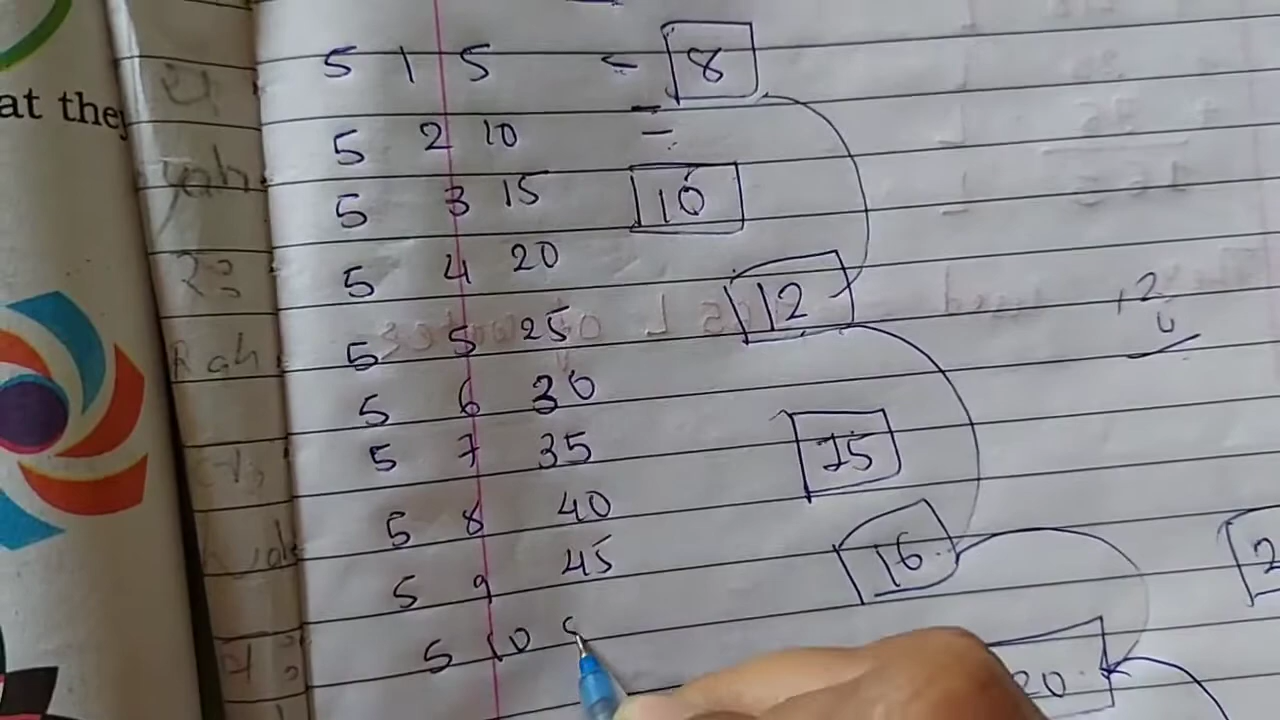 at they
5 1 5 < 8
5 2 10
5 3 15 10
5 4 20
5 5 25 12
5 6 30
5 7 35 15
5 8 40
5 9 45 16
5 10 5 20